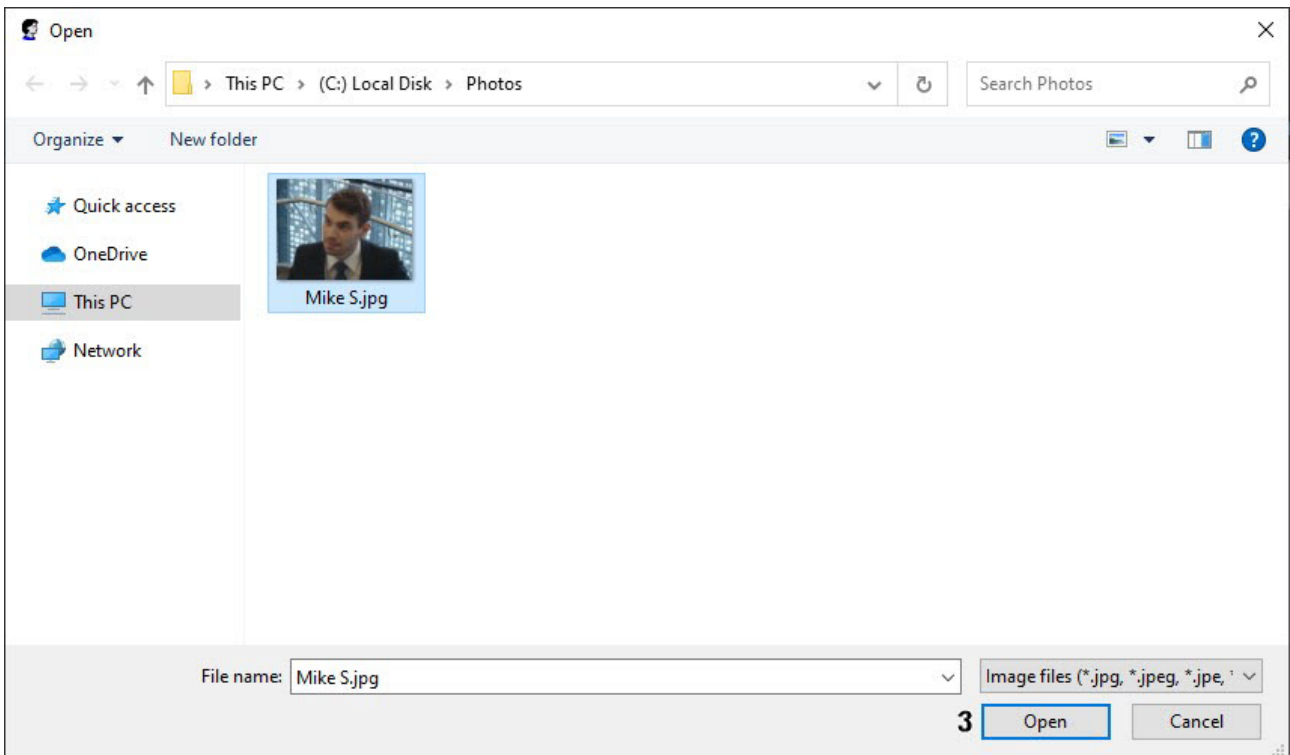 Open
This PC > (C:) Local Disk > Photos
Search Photos
Organize
New folder
?
Quick access
OneDrive
This PC
Network
Mike S.jpg
File name: Mike S.jpg
Image files (*.jpg, *.jpeg, *.jpe, *
3 Open Cancel